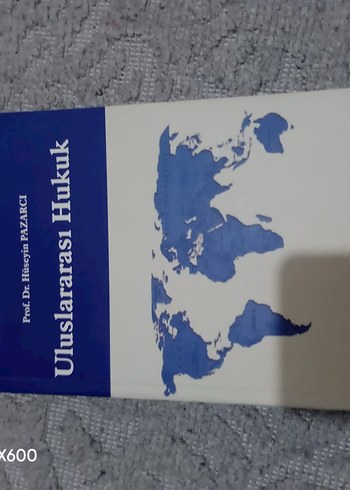 Prof. Dr. Hüseyin PAZARCI
Uluslararası Hukuk
X600